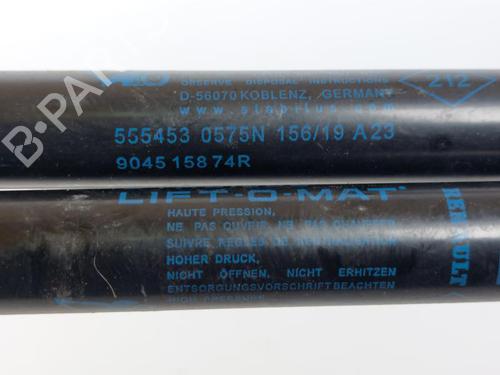 OBSERVE DISPOSAL INSTRUCTIONS
D-56070 KOBLENZ, GERMANY
www.stabilus.com
212
555453 0575N 156/19 A23
9045 158 74R
LIFT-O-MAT
RENAULT
HAUTE PRESSION,
NE PAS OUVRIR, NE PAS CHAUFFER
SUIVRE REGLES DE
HOHER DRUCK,
NICHT ÖFFNEN, NICHT ERHITZEN
ENTSORGUNGSVORSCHRIFT BEACHTEN
HIGH PRESSURE